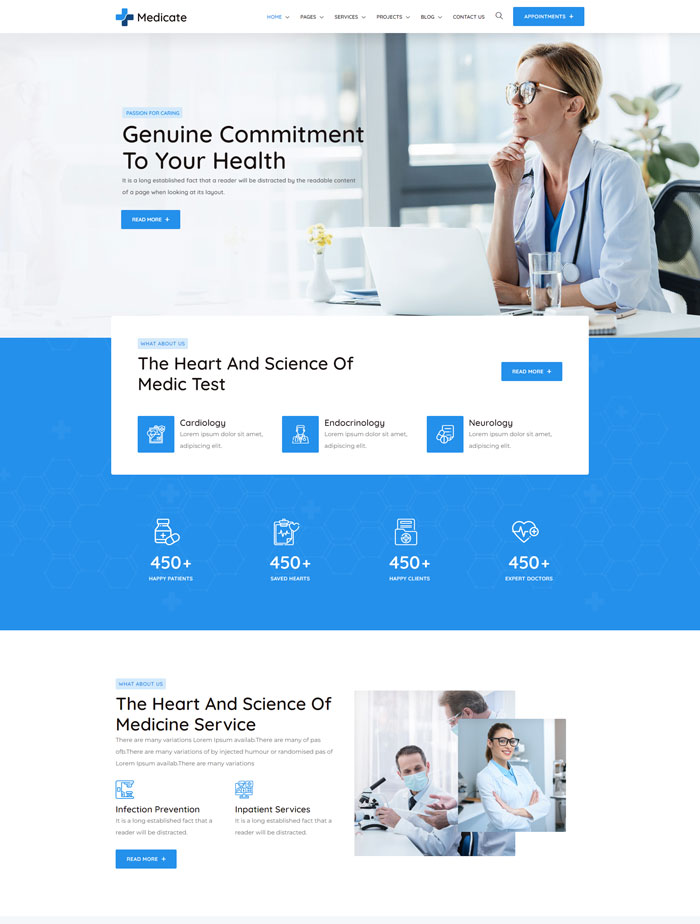 Medicate
HOME PAGES SERVICES PROJECTS BLOG CONTACT US APPOINTMENTS +
PASSION FOR CARING
Genuine Commitment
To Your Health
It is a long established fact that a reader will be distracted by the readable content
of a page when looking at its layout.
READ MORE +
WHAT ABOUT US
The Heart And Science Of
Medic Test
READ MORE +
Cardiology
Lorem ipsum dolor sit amet,
adipiscing elit.
Endocrinology
Lorem ipsum dolor sit amet,
adipiscing elit.
Neurology
Lorem ipsum dolor sit amet,
adipiscing elit.
450+
HAPPY PATIENTS
450+
SAVED HEARTS
450+
HAPPY CLIENTS
450+
EXPERT DOCTORS
WHAT ABOUT US
The Heart And Science Of
Medicine Service
There are many variations Lorem Ipsum availab.There are many of pas
ofb.There are many variations of by injected humour or randomised pas of
Lorem Ipsum availab.There are many variations
Infection Prevention
It is a long established fact that a
reader will be distracted.
Inpatient Services
It is a long established fact that a
reader will be distracted.
READ MORE +